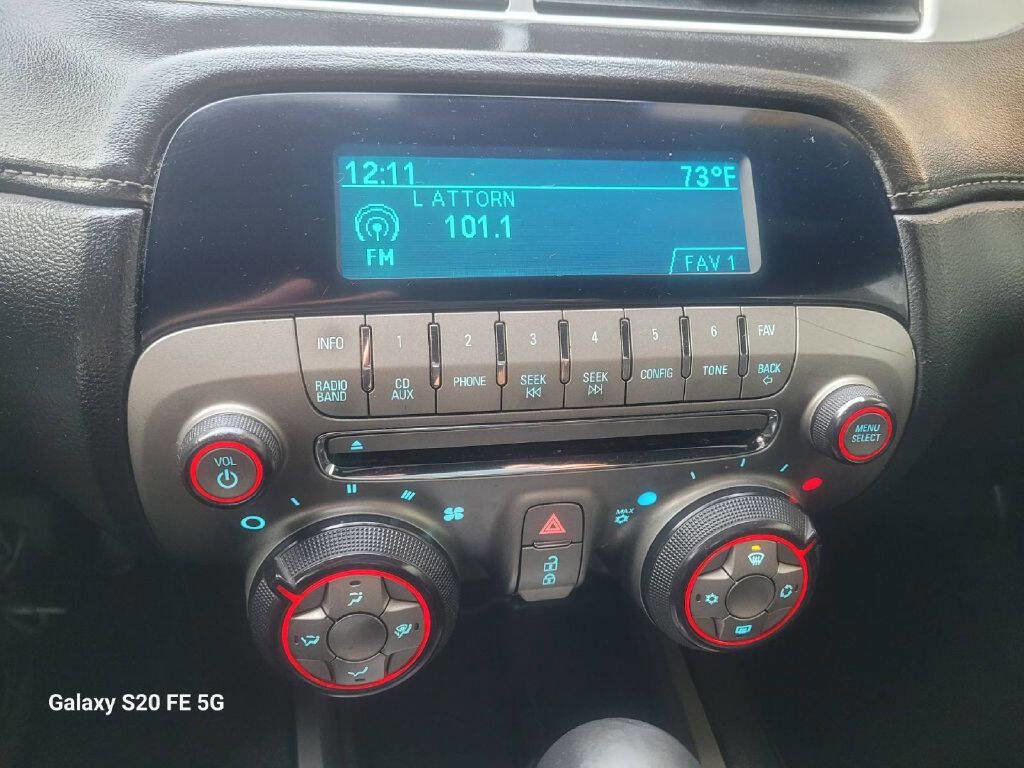 12:11 73°F
L ATTORN
101.1
FM
FAV 1
INFO 1 2 3 4 5 6 FAV
RADIO BAND
CD AUX
PHONE
SEEK
SEEK
CONFIG
TONE
BACK
VOL
MENU
SELECT
MAX
Galaxy S20 FE 5G